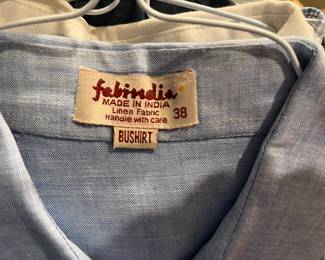 fabindia
MADE IN INDIA
Linen Fabric 38
Handle with care
BUSHIRT